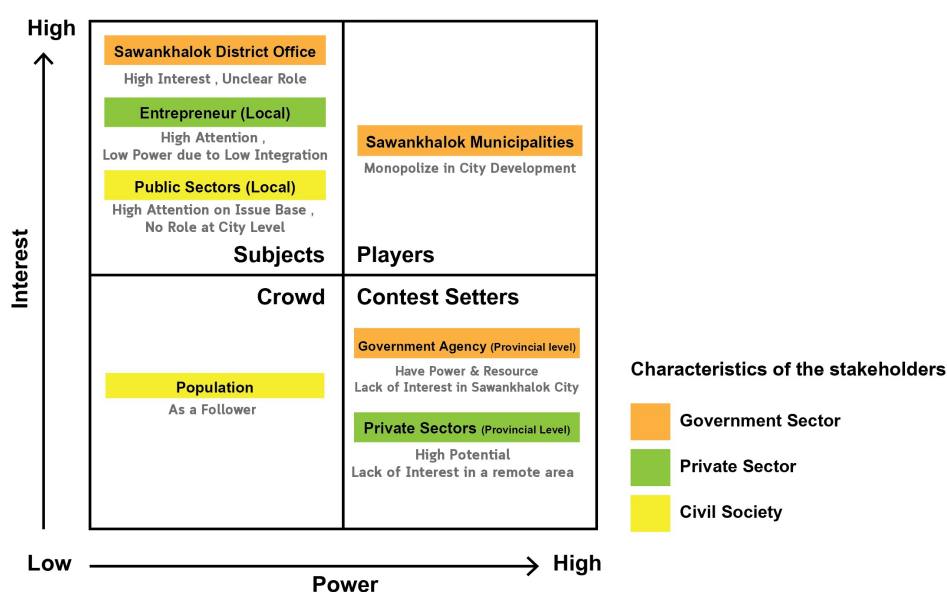 High
Sawankhalok District Office
High Interest , Unclear Role
Entrepreneur (Local)
High Attention ,
Low Power due to Low Integration
Public Sectors (Local)
High Attention on Issue Base ,
No Role at City Level
Subjects
Sawankhalok Municipalities
Monopolize in City Development
Players
Interest
Crowd
Population
As a Follower
Contest Setters
Government Agency (Provincial level)
Have Power & Resource
Lack of Interest in Sawankhalok City
Private Sectors (Provincial Level)
High Potential
Lack of Interest in a remote area
Low
Power
High
Characteristics of the stakeholders
Government Sector
Private Sector
Civil Society